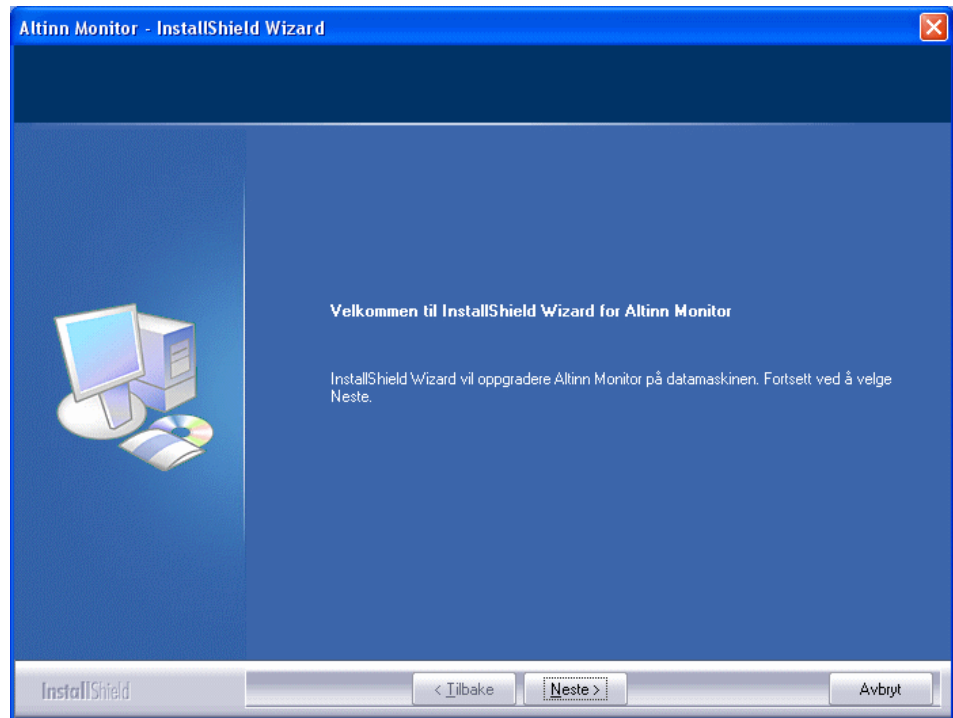 Altinn Monitor - InstallShield Wizard
Velkommen til InstallShield Wizard for Altinn Monitor
InstallShield Wizard vil oppgradere Altinn Monitor på datamaskinen. Fortsett ved å velge
Neste.
InstallShield
< Tilbake
Neste >
Avbryt